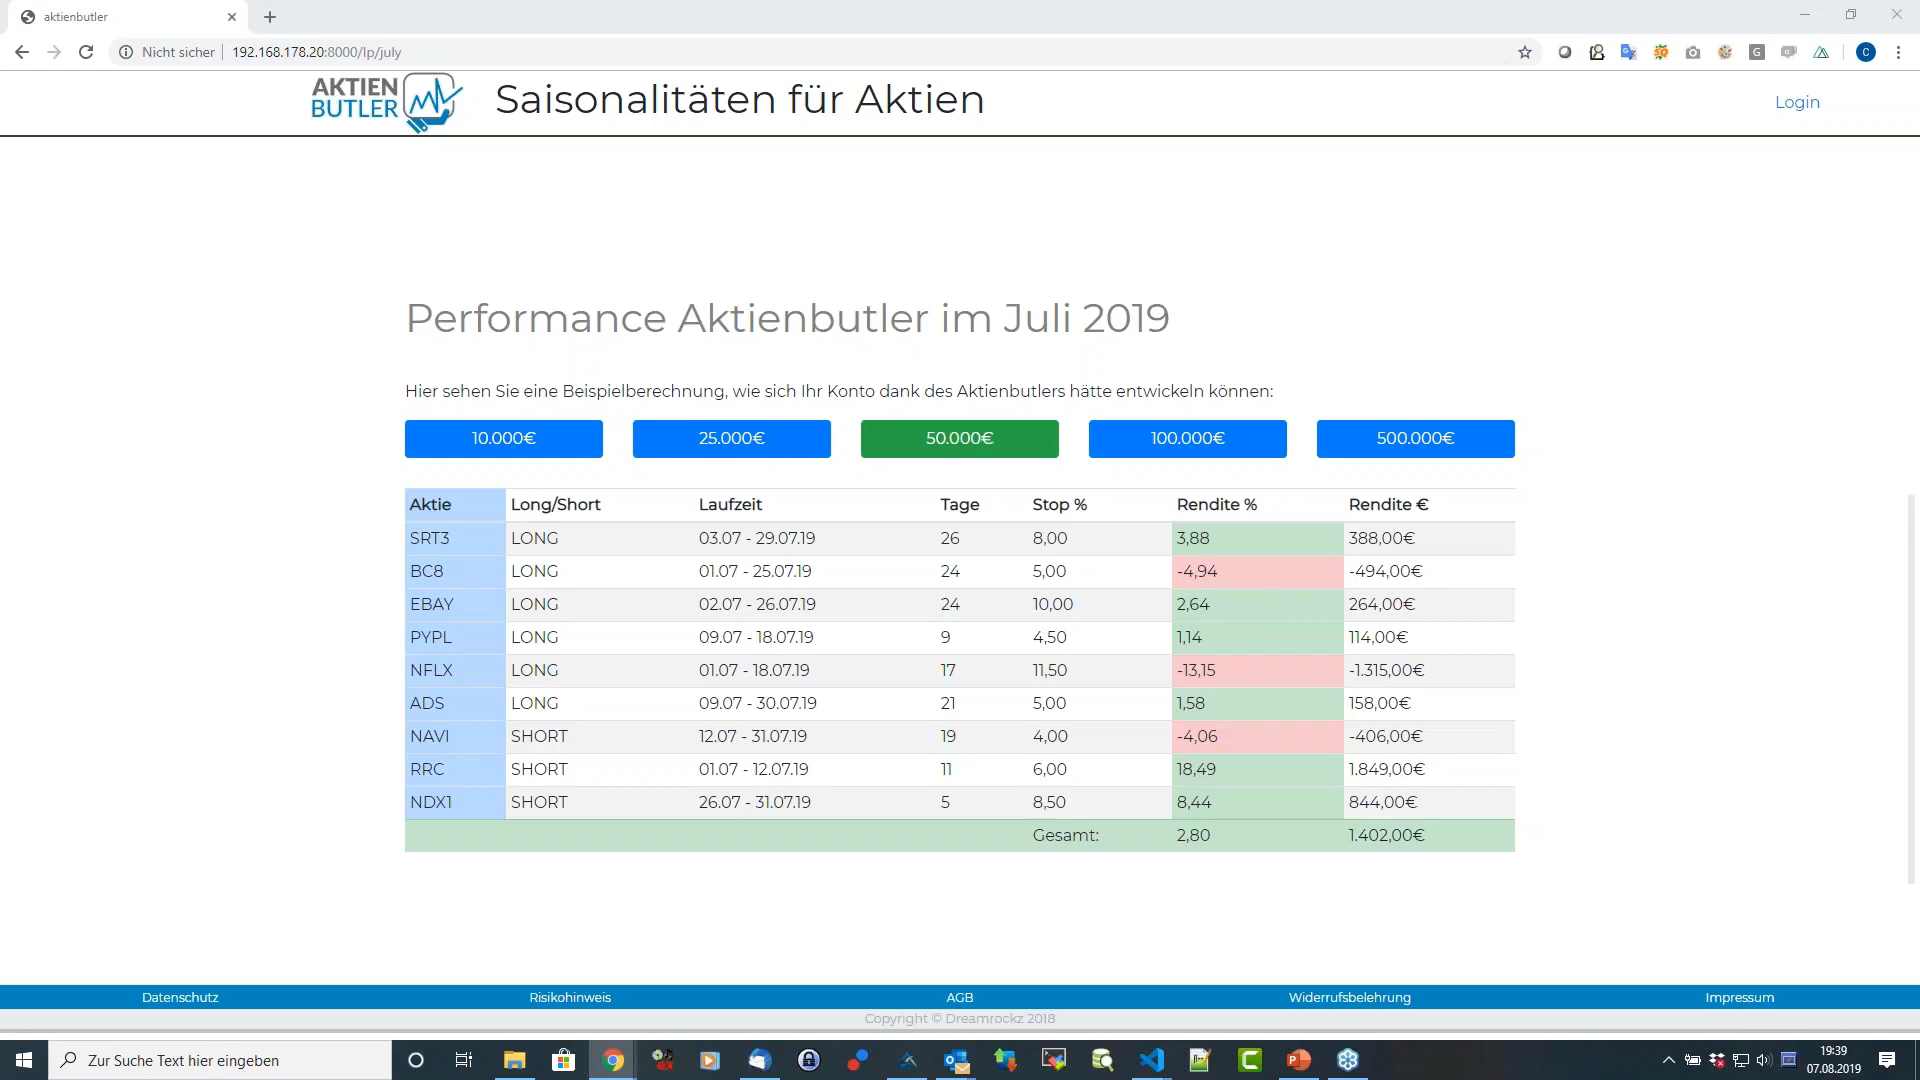 aktienbutler
Nicht sicher
192.168.178.20:8000/lp/july
AKTIEN
BUTLER
Saisonalitäten für Aktien
Login
Performance Aktienbutler im Juli 2019
Hier sehen Sie eine Beispielberechnung, wie sich Ihr Konto dank des Aktienbutlers hätte entwickeln können:
10.000€ 25.000€ 50.000€ 100.000€ 500.000€
Aktie Long/Short Laufzeit Tage Stop % Rendite % Rendite €
SRT3 LONG 03.07 - 29.07.19 26 8,00 3,88 388,00€
BC8 LONG 01.07 - 25.07.19 24 5,00 -4,94 -494,00€
EBAY LONG 02.07 - 26.07.19 24 10,00 2,64 264,00€
PYPL LONG 09.07 - 18.07.19 9 4,50 1,14 114,00€
NFLX LONG 01.07 - 18.07.19 17 11,50 -13,15 -1.315,00€
ADS LONG 09.07 - 30.07.19 21 5,00 1,58 158,00€
NAVI SHORT 12.07 - 31.07.19 19 4,00 -4,06 -406,00€
RRC SHORT 01.07 - 12.07.19 11 6,00 18,49 1.849,00€
NDX1 SHORT 26.07 - 31.07.19 5 8,50 8,44 844,00€
Gesamt: 2,80 1.402,00€
Datenschutz Risikohinweis AGB Widerrufsbelehrung Impressum
Copyright © Dreamrockz 2018
Zur Suche Text hier eingeben
19:39
07.08.2019